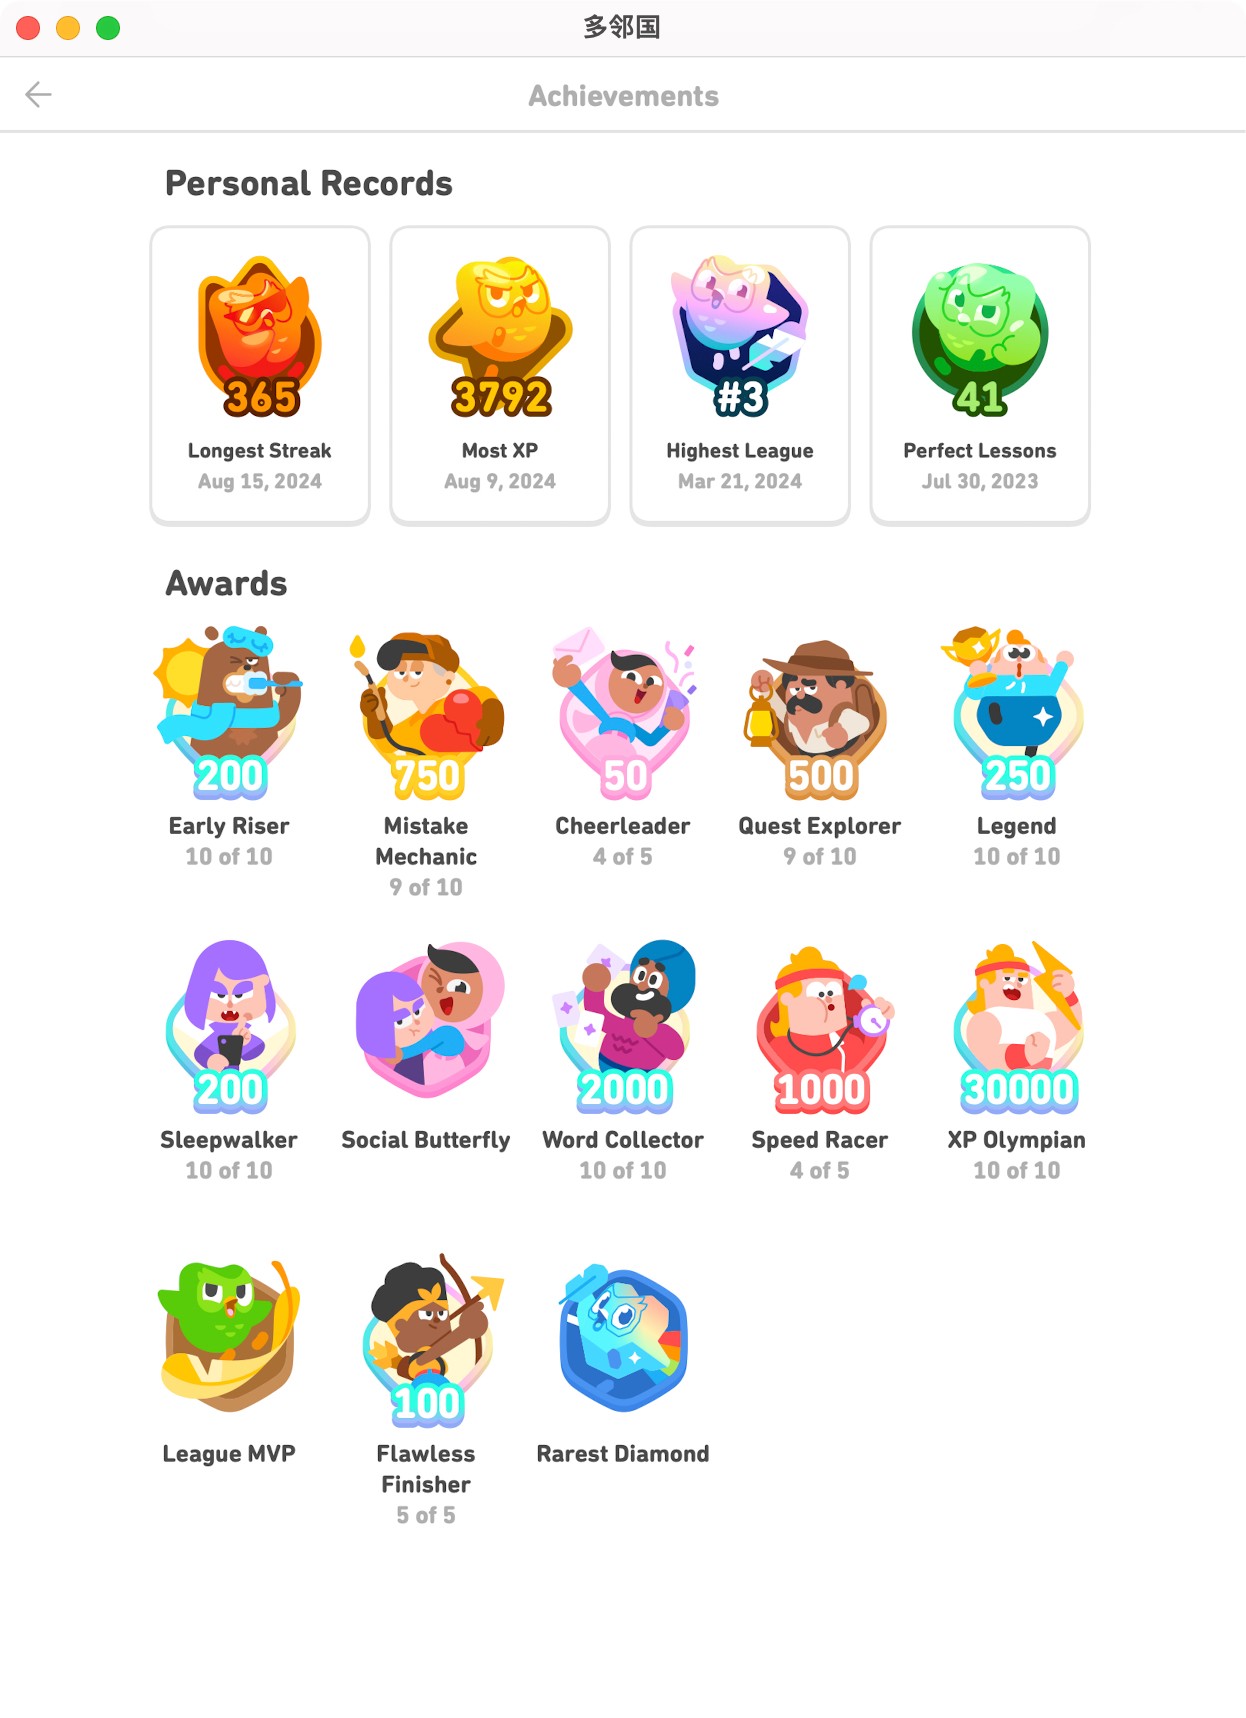 多邻国
Achievements
Personal Records
365
Longest Streak
Aug 15, 2024
3792
Most XP
Aug 9, 2024
#3
Highest League
Mar 21, 2024
41
Perfect Lessons
Jul 30, 2023
Awards
200
Early Riser
10 of 10
750
Mistake
Mechanic
9 of 10
50
Cheerleader
4 of 5
500
Quest Explorer
9 of 10
250
Legend
10 of 10
200
Sleepwalker
10 of 10
Social Butterfly
2000
Word Collector
10 of 10
1000
Speed Racer
4 of 5
30000
XP Olympian
10 of 10
League MVP
100
Flawless
Finisher
5 of 5
Rarest Diamond